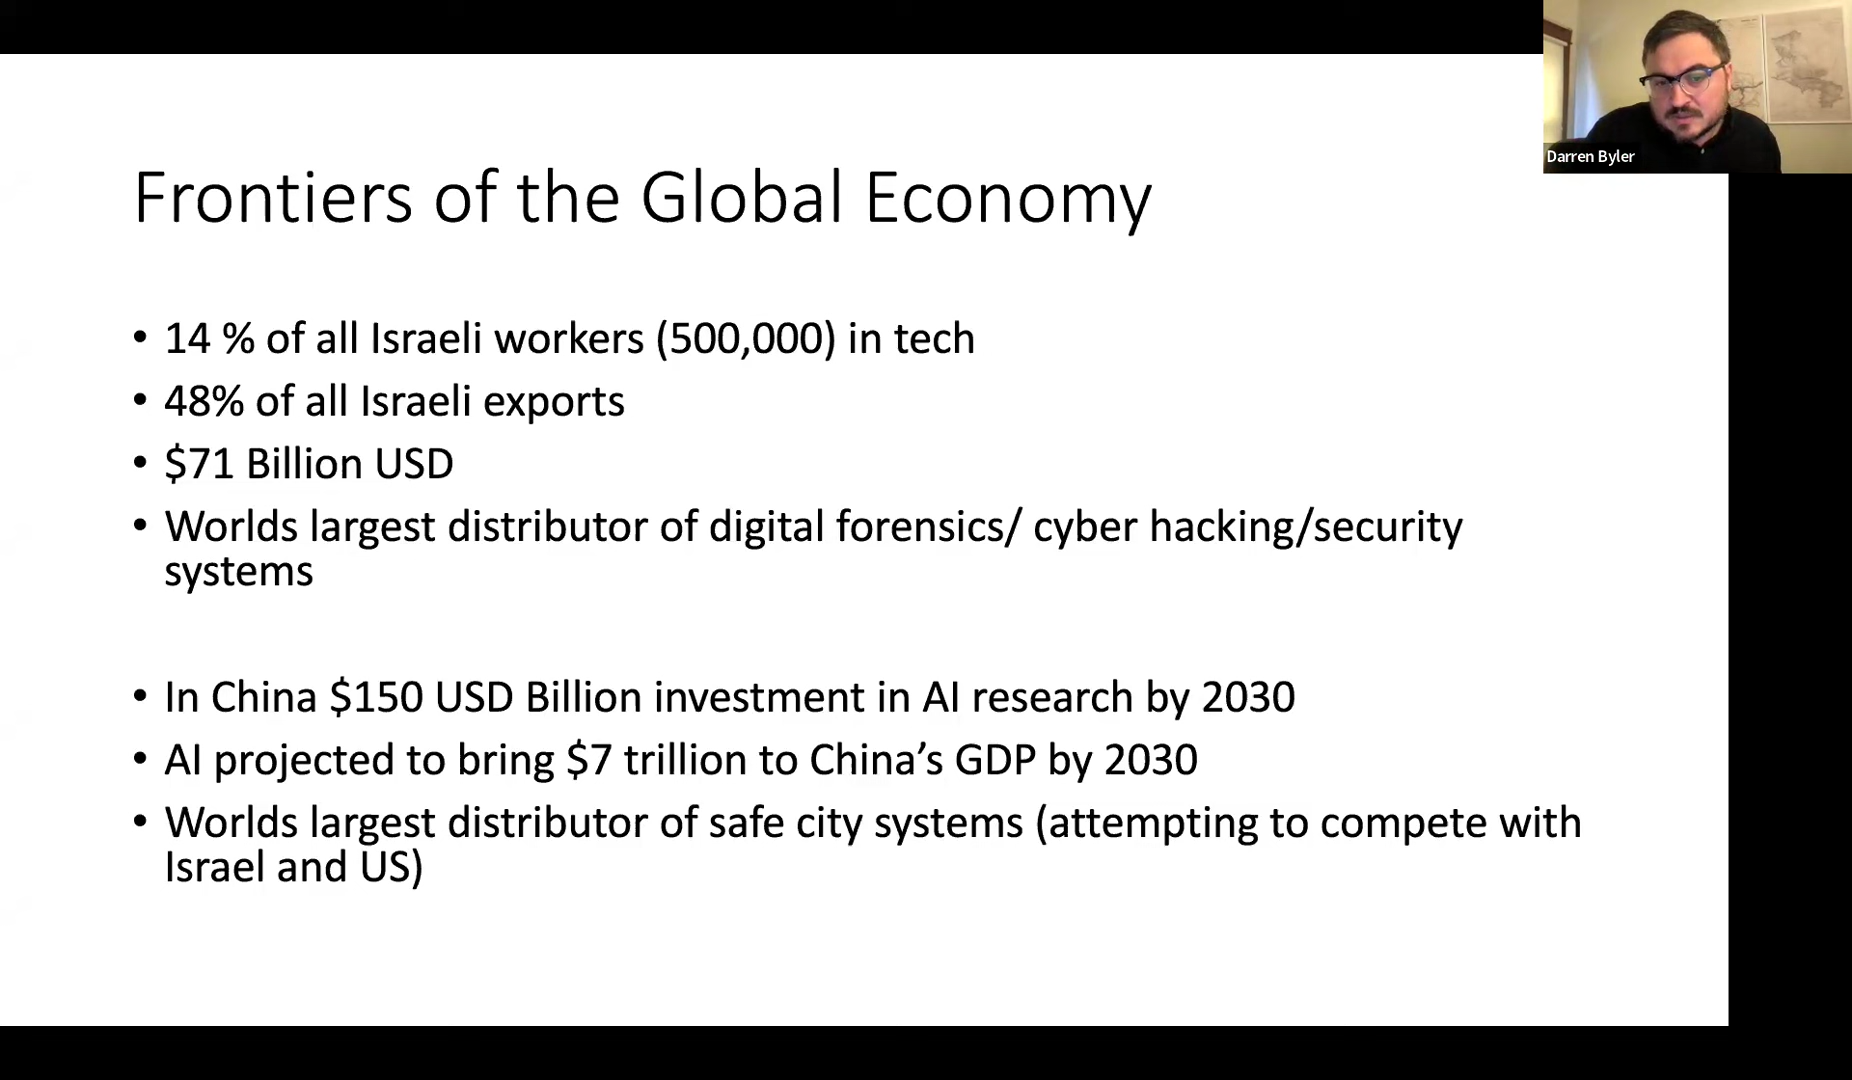 Darren Byler
Frontiers of the Global Economy
• 14 % of all Israeli workers (500,000) in tech
• 48% of all Israeli exports
• $71 Billion USD
• Worlds largest distributor of digital forensics/ cyber hacking/security
systems
• In China $150 USD Billion investment in AI research by 2030
• AI projected to bring $7 trillion to China’s GDP by 2030
• Worlds largest distributor of safe city systems (attempting to compete with
Israel and US)